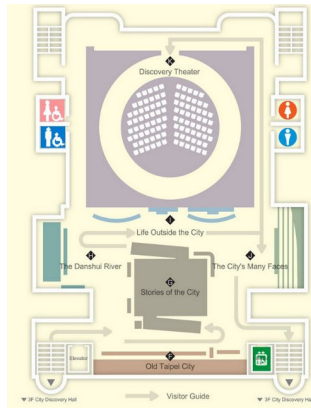 K
Discovery Theater
I
Life Outside the City
H
The Danshui River
J
The City's Many Faces
G
Stories of the City
Elevator
F
Old Taipei City
▼ 3F City Discovery Hall
Visitor Guide
▼ 3F City Discovery Hall